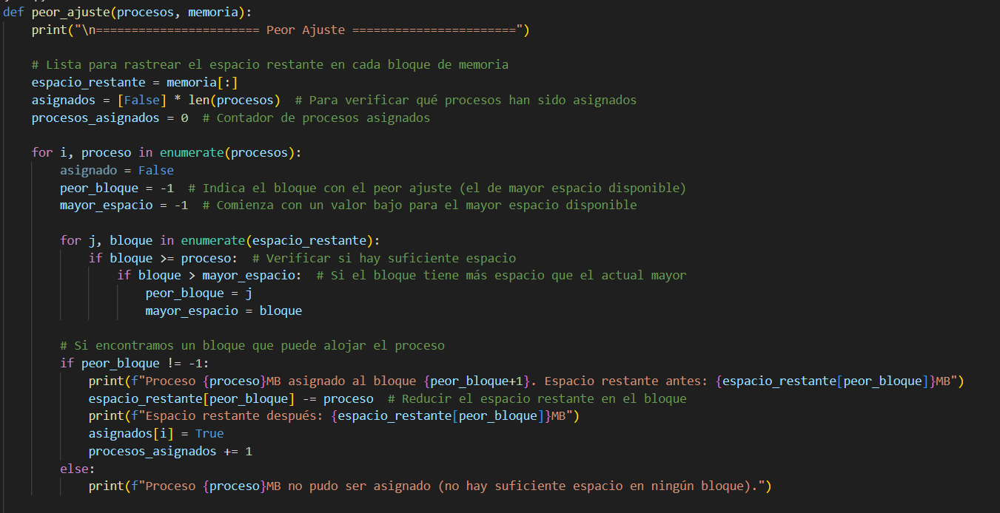 def peor_ajuste(procesos, memoria):
    print("\n======================= Peor Ajuste =======================")

    # Lista para rastrear el espacio restante en cada bloque de memoria
    espacio_restante = memoria[:]
    asignados = [False] * len(procesos)  # Para verificar qué procesos han sido asignados
    procesos_asignados = 0  # Contador de procesos asignados

    for i, proceso in enumerate(procesos):
        asignado = False
        peor_bloque = -1  # Indica el bloque con el peor ajuste (el de mayor espacio disponible)
        mayor_espacio = -1  # Comienza con un valor bajo para el mayor espacio disponible

        for j, bloque in enumerate(espacio_restante):
            if bloque >= proceso:  # Verificar si hay suficiente espacio
                if bloque > mayor_espacio:  # Si el bloque tiene más espacio que el actual mayor
                    peor_bloque = j
                    mayor_espacio = bloque

        # Si encontramos un bloque que puede alojar el proceso
        if peor_bloque != -1:
            print(f"Proceso {proceso}MB asignado al bloque {peor_bloque+1}. Espacio restante antes: {espacio_restante[peor_bloque]}MB")
            espacio_restante[peor_bloque] -= proceso  # Reducir el espacio restante en el bloque
            print(f"Espacio restante después: {espacio_restante[peor_bloque]}MB")
            asignados[i] = True
            procesos_asignados += 1
        else:
            print(f"Proceso {proceso}MB no pudo ser asignado (no hay suficiente espacio en ningún bloque).")